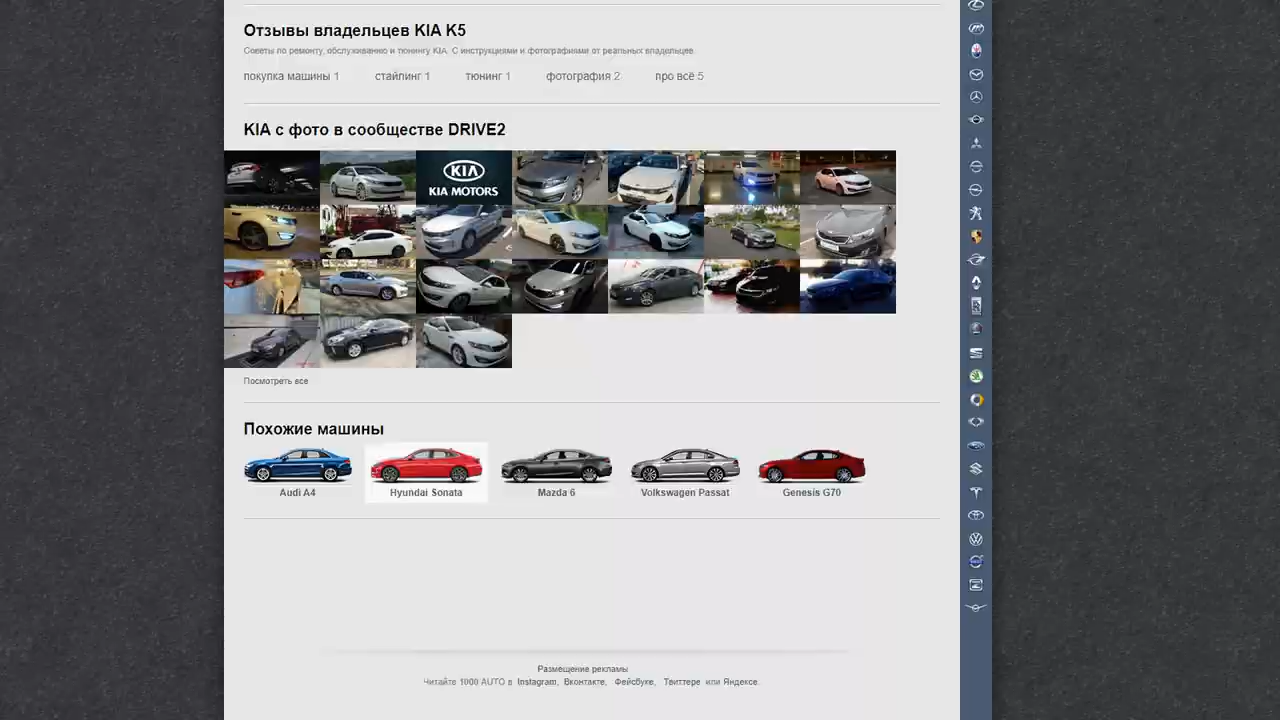 Отзывы владельцев KIA K5
Советы по ремонту, обслуживанию и тюнингу KIA. С инструкциями и фотографиями от реальных владельцев.
покупка машины 1 стайлинг 1 тюнинг 1 фотография 2 про всё 5
KIA с фото в сообществе DRIVE2
KIA
KIA MOTORS
Посмотреть все
Похожие машины
Audi A4 Hyundai Sonata Mazda 6 Volkswagen Passat Genesis G70
Размещение рекламы
Читайте 1000 AUTO в Instagram, Вконтакте, Фейсбуке, Твиттере или Яндексе.